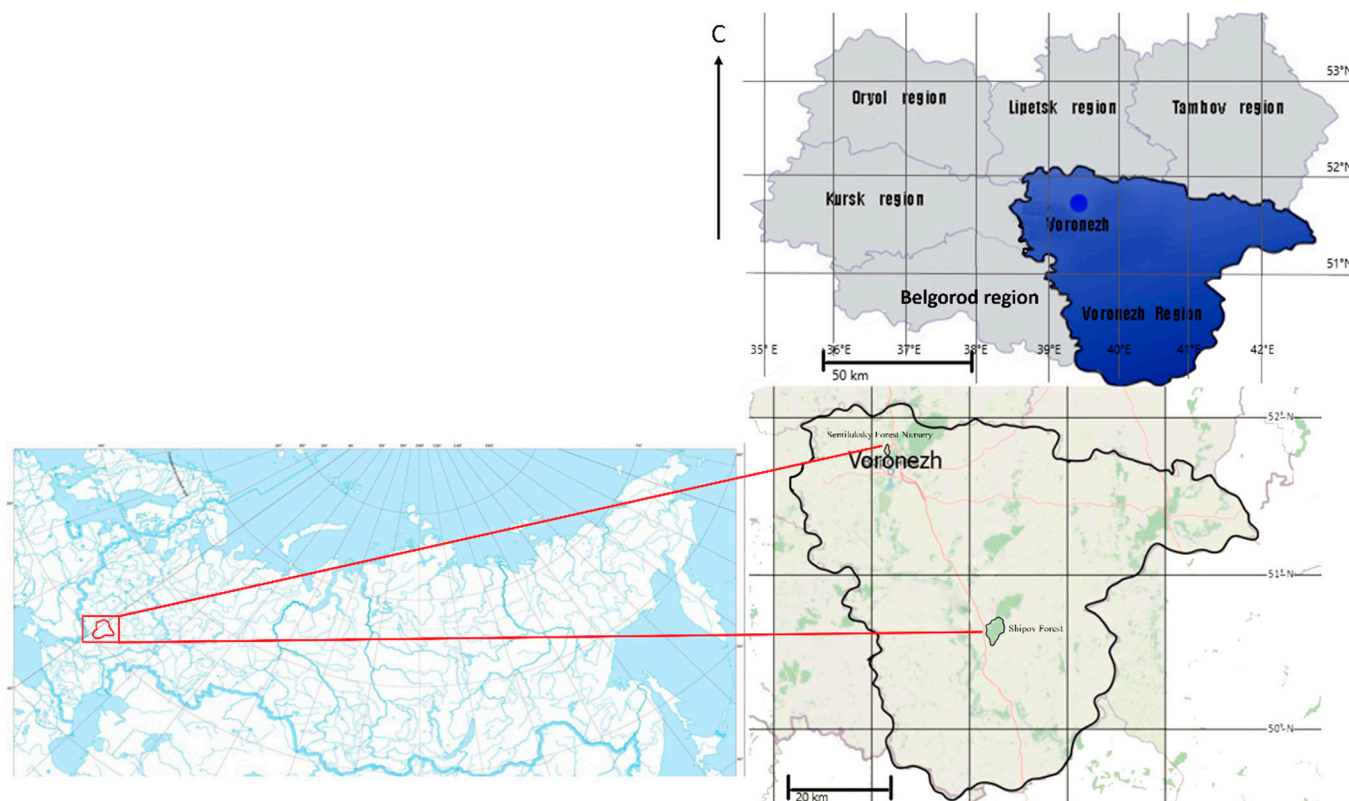 C
53°N
Oryol region
Lipetsk region
Tambov region
52°N
Kursk region
Voronezh
51°N
Belgorod region
Voronezh Region
35° E
36°E
37°E
38°E
39°E
40°E
41°E
42°E
50 km
52°N
Semiluksky Forest Nursery
Voronezh
51°N
Shipov Forest
50°N
20 km